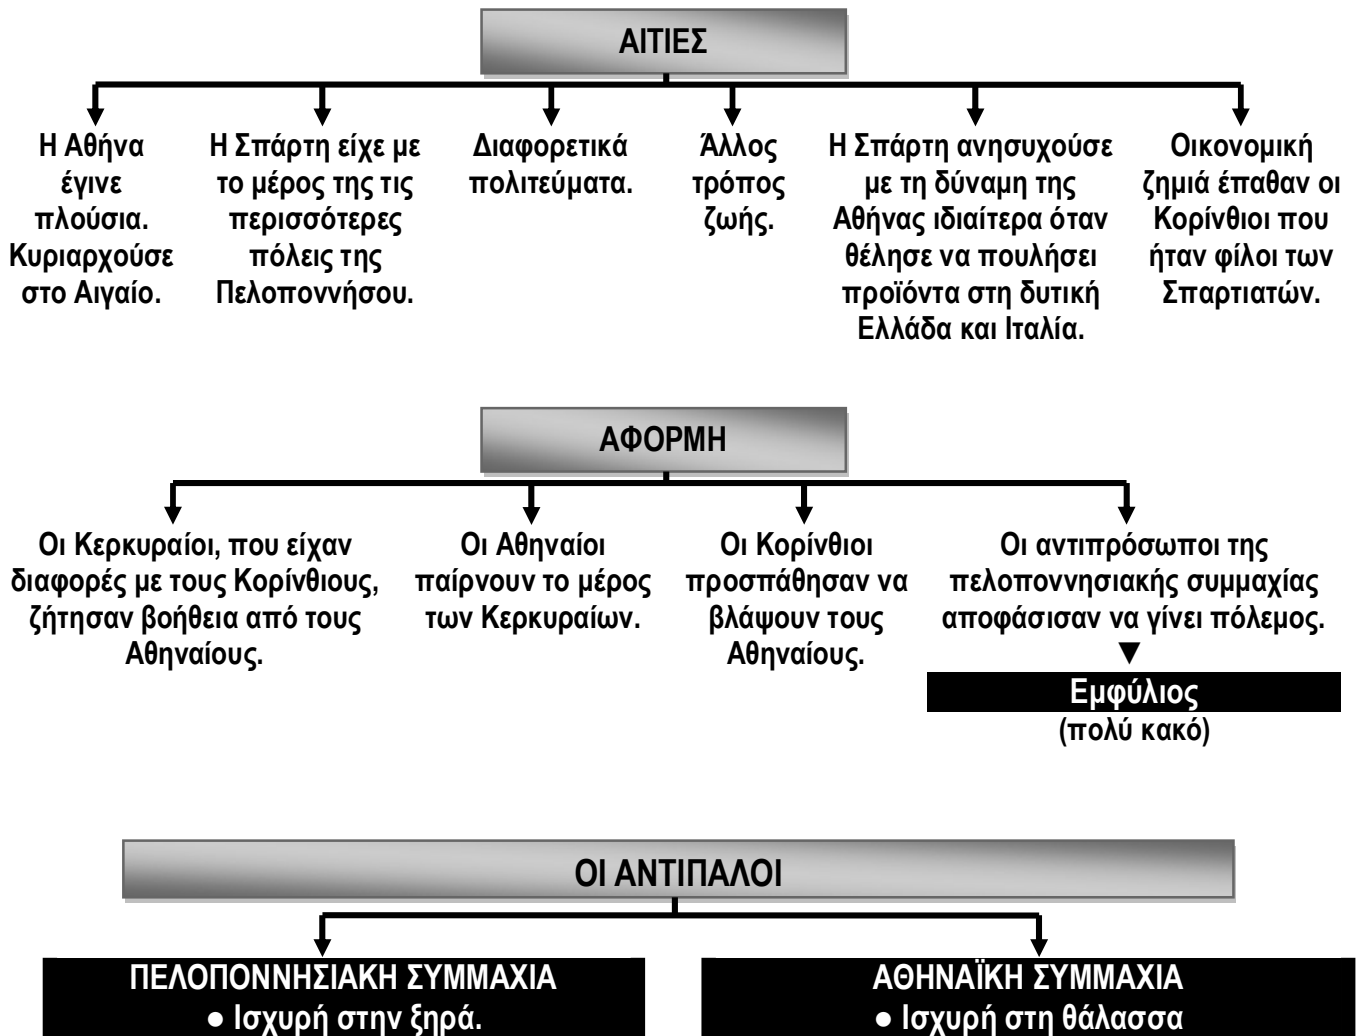 ΑΙΤΙΕΣ
Η Αθήνα
έγινε
πλούσια.
Κυριαρχούσε
στο Αιγαίο.
Η Σπάρτη είχε με
το μέρος της τις
περισσότερες
πόλεις της
Πελοποννήσου.
Διαφορετικά
πολιτεύματα.
Άλλος
τρόπος
ζωής.
Η Σπάρτη ανησυχούσε
με τη δύναμη της
Αθήνας ιδιαίτερα όταν
θέλησε να πουλήσει
προϊόντα στη δυτική
Ελλάδα και Ιταλία.
Οικονομική
ζημιά έπαθαν οι
Κορίνθιοι που
ήταν φίλοι των
Σπαρτιατών.
ΑΦΟΡΜΗ
Οι Κερκυραίοι, που είχαν
διαφορές με τους Κορίνθιους,
ζήτησαν βοήθεια από τους
Αθηναίους.
Οι Αθηναίοι
παίρνουν το μέρος
των Κερκυραίων.
Οι Κορίνθιοι
προσπάθησαν να
βλάψουν τους
Αθηναίους.
Οι αντιπρόσωποι της
πελοποννησιακής συμμαχίας
αποφάσισαν να γίνει πόλεμος.
▼
Εμφύλιος
(πολύ κακό)
ΟΙ ΑΝΤΙΠΑΛΟΙ
ΠΕΛΟΠΟΝΝΗΣΙΑΚΗ ΣΥΜΜΑΧΙΑ
● Ισχυρή στην ξηρά.
ΑΘΗΝΑΪΚΗ ΣΥΜΜΑΧΙΑ
● Ισχυρή στη θάλασσα